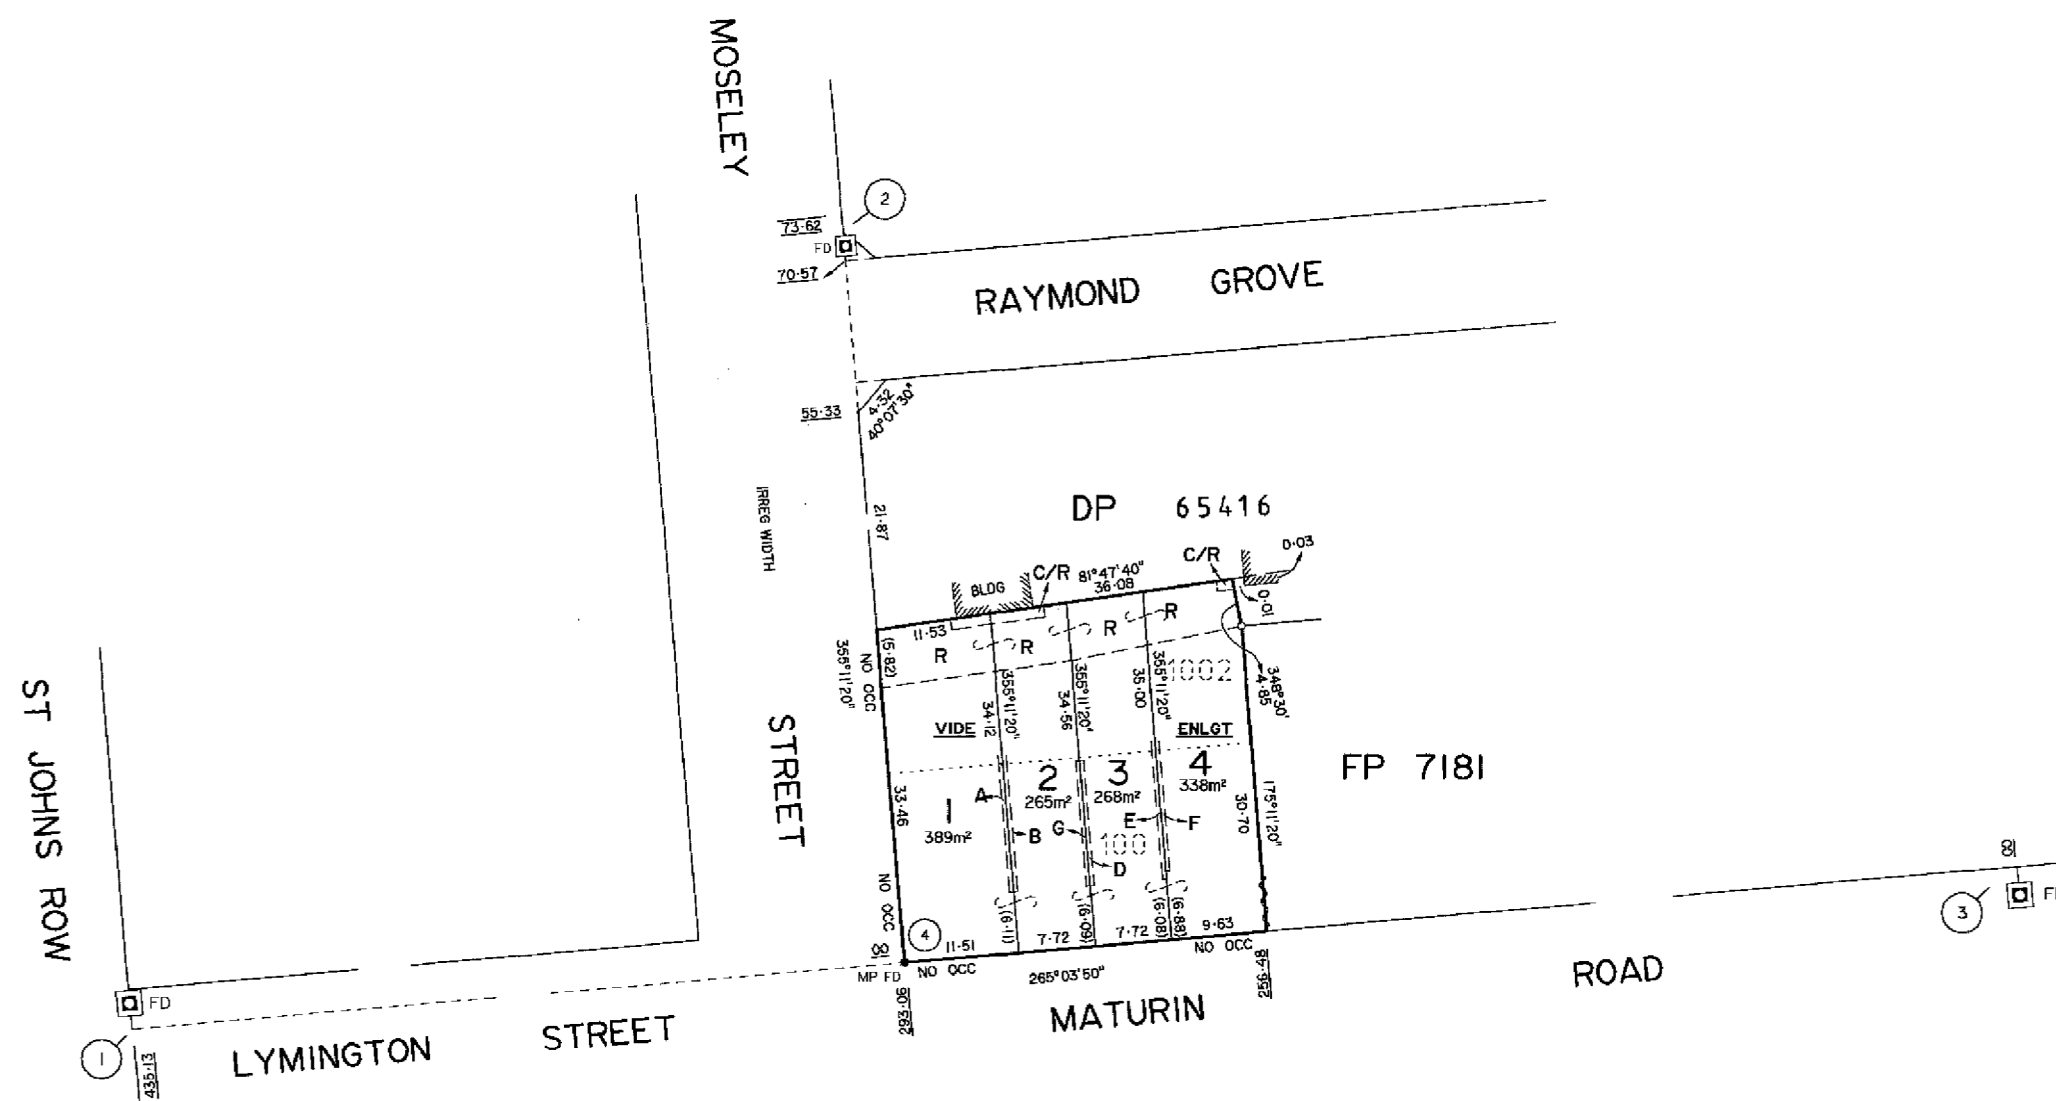 MOSELEY
2
73·62
FD
70·57
RAYMOND GROVE
55·33
4·32
40°07'30"
IRREG WIDTH
21·87
DP 65416
BLDG
C/R
81°47'40"
36·08
C/R
0·03
0·01
11·53
R
R
R
R
(5·82)
355°11'20"
NO OCC
34·12
355°11'20"
34·56
355°11'20"
35·00
355°11'20"
1002
348°30'
4·85
VIDE
ENLGT
STREET
ST JOHNS ROW
33·46
1
389m²
A
B
2
265m²
G
D
3
268m²
E
F
100
4
338m²
30·70
175°11'20"
FP 7181
NO OCC
4
11·51
(6·11)
7·72
(6·09)
7·72
(6·08)
(6·88)
9·63
NO OCC
MP FD
NO OCC
265°03'50"
293·06
256·48
3
FD
1
435·13
LYMINGTON STREET
MATURIN ROAD